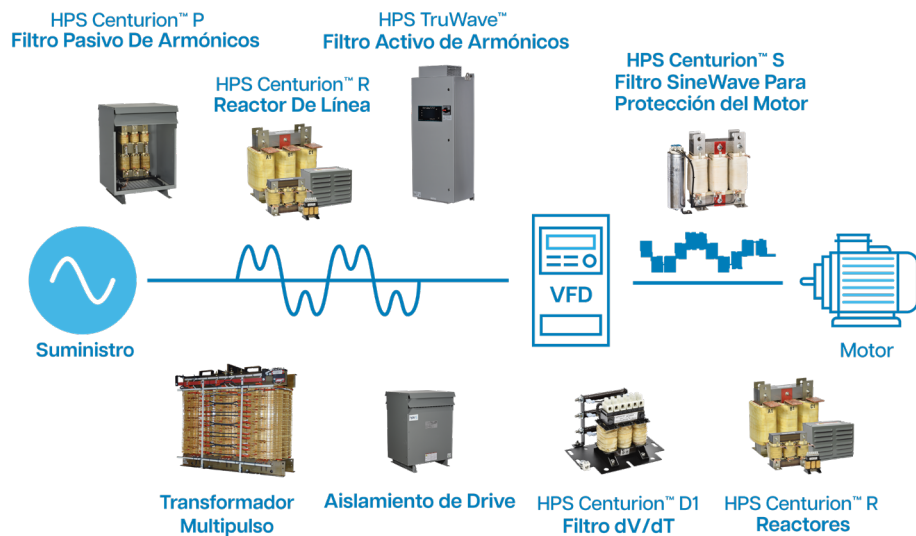 HPS Centurion™ P
Filtro Pasivo De Armónicos
HPS TruWave™
Filtro Activo de Armónicos
HPS Centurion™ R
Reactor De Línea
HPS Centurion™ S
Filtro SineWave Para
Protección del Motor
VFD
Suministro
Motor
Transformador
Multipulso
Aislamiento de Drive
HPS Centurion™ D1
Filtro dV/dT
HPS Centurion™ R
Reactores